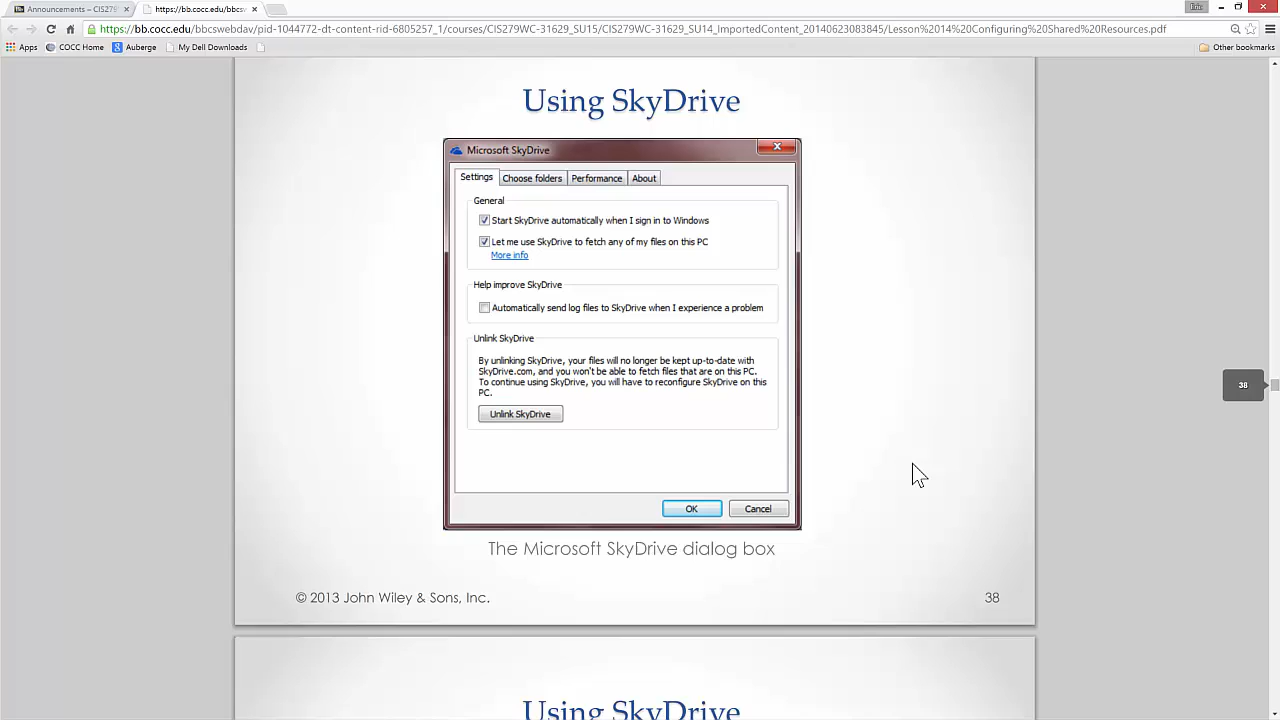 Announcements – CIS27
https://bb.cocc.edu/bbcsw
https://bb.cocc.edu/bbcswebdav/pid-1044772-dt-content-rid-6805257_1/courses/CIS279WC-31629_SU15/CIS279WC-31629_SU14_ImportedContent_20140623083845/Lesson%2014%20Configuring%20Shared%20Resources.pdf
Apps COCC Home Auberge My Dell Downloads Other bookmarks
Using SkyDrive
Microsoft SkyDrive
Settings Choose folders Performance About
General
Start SkyDrive automatically when I sign in to Windows
Let me use SkyDrive to fetch any of my files on this PC
More info
Help improve SkyDrive
Automatically send log files to SkyDrive when I experience a problem
Unlink SkyDrive
By unlinking SkyDrive, your files will no longer be kept up-to-date with
SkyDrive.com, and you won't be able to fetch files that are on this PC.
To continue using SkyDrive, you will have to reconfigure SkyDrive on this
PC.
Unlink SkyDrive
OK Cancel
The Microsoft SkyDrive dialog box
38
© 2013 John Wiley & Sons, Inc. 38
Using SkyDrive